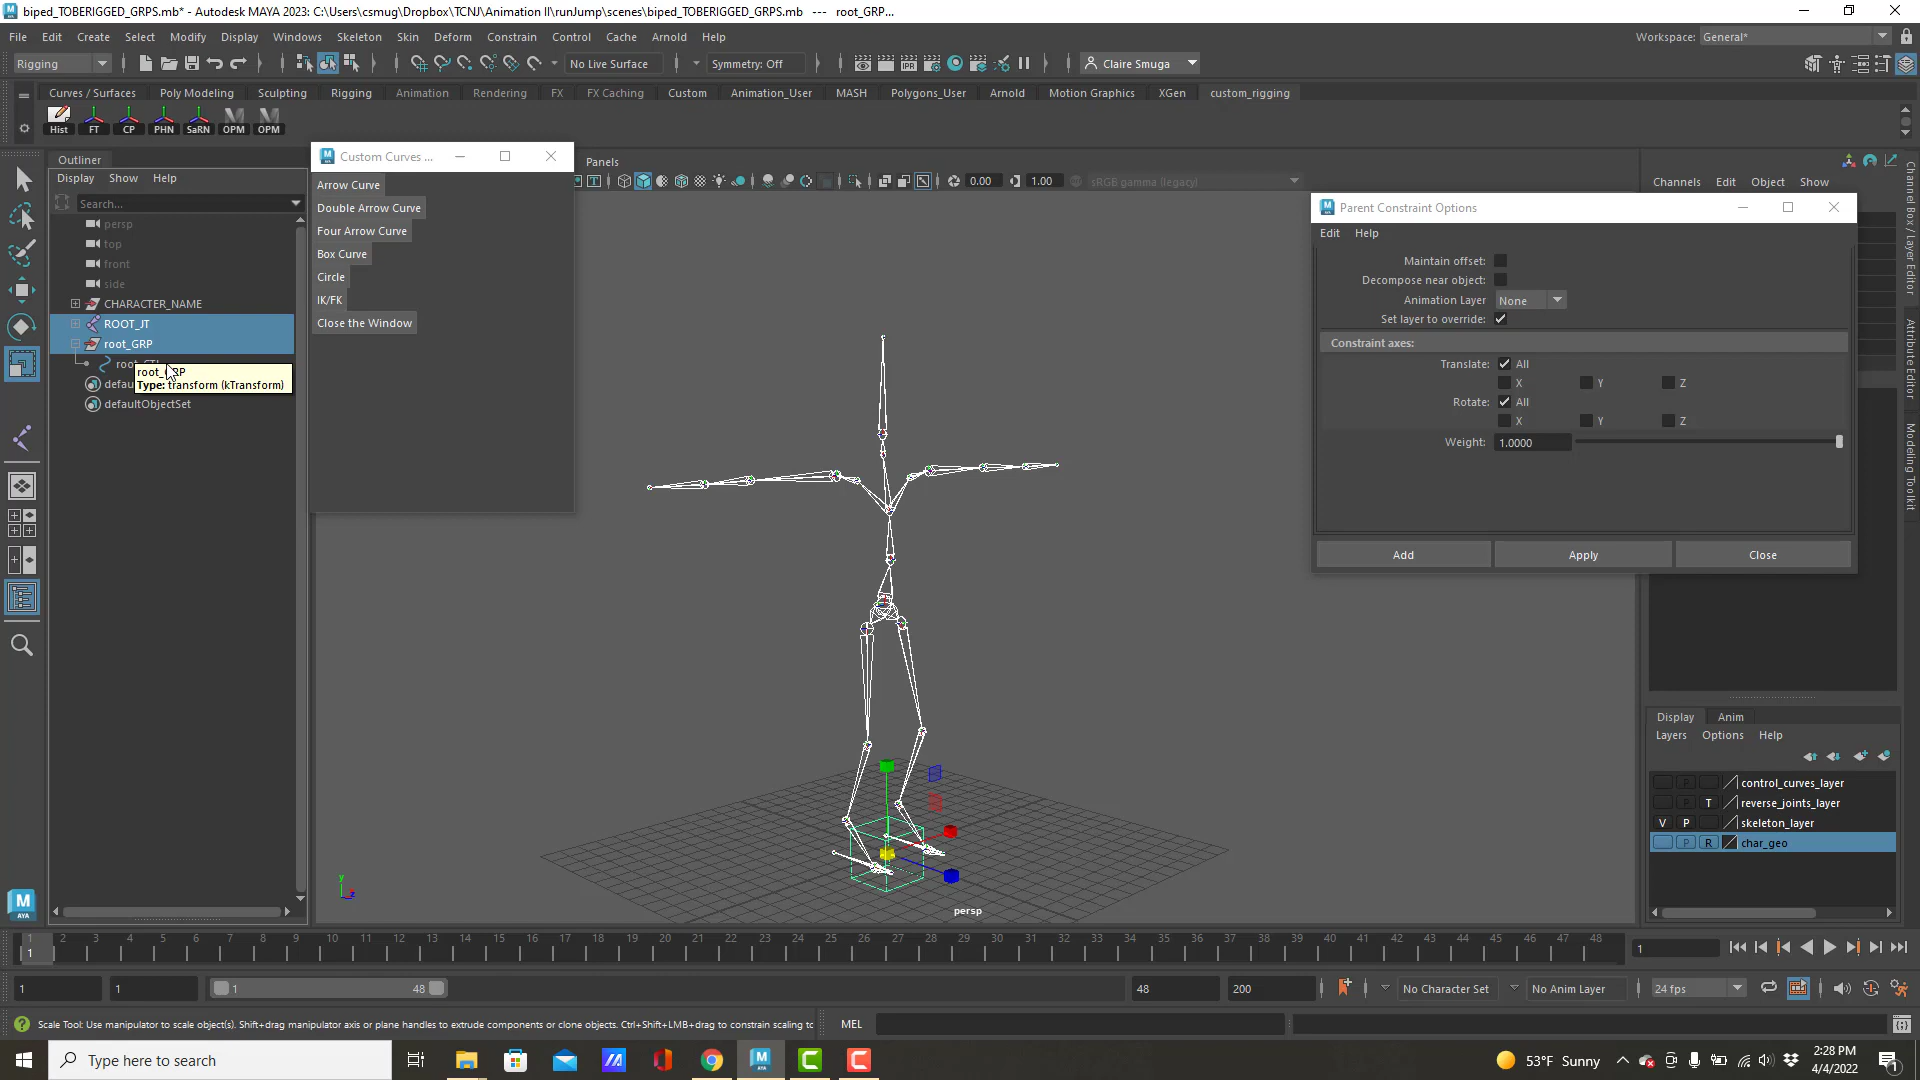 biped_TOBERIGGED_GRPS.mb* - Autodesk MAYA 2023: C:\Users\csmug\Dropbox\TCNJ\Animation II\runJump\scenes\biped_TOBERIGGED_GRPS.mb --- root_GRP...
File Edit Create Select Modify Display Windows Skeleton Skin Deform Constrain Control Cache Arnold Help
Workspace: General*
Rigging
No Live Surface
Symmetry: Off
IPR
Claire Smuga
Curves / Surfaces Poly Modeling Sculpting Rigging Animation Rendering FX FX Caching Custom Animation_User MASH Polygons_User Arnold Motion Graphics XGen custom_rigging
Hist FT CP PHN SaRN OPM OPM
Outliner
Display Show Help
Search...
persp
top
front
side
CHARACTER_NAME
ROOT_JT
root_GRP
root_GRP
Type: transform (kTransform)
defaultObjectSet
Custom Curves ...
Arrow Curve
Double Arrow Curve
Four Arrow Curve
Box Curve
Circle
IK/FK
Close the Window
Panels
0.00 1.00 sRGB gamma (legacy)
persp
y
z
Channels Edit Object Show
Parent Constraint Options
Edit Help
Maintain offset:
Decompose near object:
Animation Layer None
Set layer to override:
Constraint axes:
Translate: All
X Y Z
Rotate: All
X Y Z
Weight: 1.0000
Add Apply Close
Channel Box / Layer Editor
Attribute Editor
Modeling Toolkit
Display Anim
Layers Options Help
P control_curves_layer
P T reverse_joints_layer
V P skeleton_layer
P R char_geo
1 2 3 4 5 6 7 8 9 10 11 12 13 14 15 16 17 18 19 20 21 22 23 24 25 26 27 28 29 30 31 32 33 34 35 36 37 38 39 40 41 42 43 44 45 46 47 48
1
1
1 1 1 48 48 200 No Character Set No Anim Layer 24 fps
Scale Tool: Use manipulator to scale object(s). Shift+drag manipulator axis or plane handles to extrude components or clone objects. Ctrl+Shift+LMB+drag to constrain scaling to
MEL
Type here to search
53°F Sunny
2:28 PM
4/4/2022
1